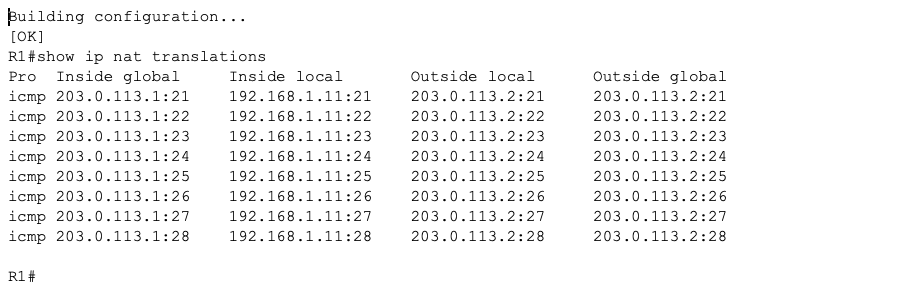 Building configuration...
[OK]
R1#show ip nat translations
Pro  Inside global     Inside local       Outside local      Outside global
icmp 203.0.113.1:21    192.168.1.11:21    203.0.113.2:21     203.0.113.2:21
icmp 203.0.113.1:22    192.168.1.11:22    203.0.113.2:22     203.0.113.2:22
icmp 203.0.113.1:23    192.168.1.11:23    203.0.113.2:23     203.0.113.2:23
icmp 203.0.113.1:24    192.168.1.11:24    203.0.113.2:24     203.0.113.2:24
icmp 203.0.113.1:25    192.168.1.11:25    203.0.113.2:25     203.0.113.2:25
icmp 203.0.113.1:26    192.168.1.11:26    203.0.113.2:26     203.0.113.2:26
icmp 203.0.113.1:27    192.168.1.11:27    203.0.113.2:27     203.0.113.2:27
icmp 203.0.113.1:28    192.168.1.11:28    203.0.113.2:28     203.0.113.2:28
R1#